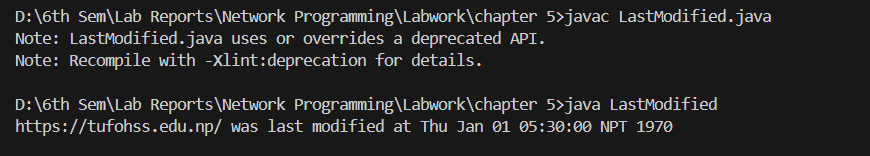 D:\6th Sem\Lab Reports\Network Programming\Labwork\chapter 5>javac LastModified.java
Note: LastModified.java uses or overrides a deprecated API.
Note: Recompile with -Xlint:deprecation for details.
D:\6th Sem\Lab Reports\Network Programming\Labwork\chapter 5>java LastModified
https://tufohss.edu.np/ was last modified at Thu Jan 01 05:30:00 NPT 1970